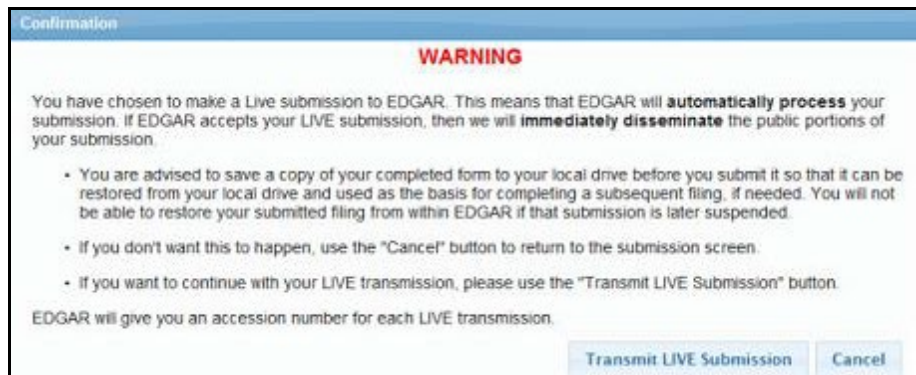 Confirmation
WARNING
You have chosen to make a Live submission to EDGAR. This means that EDGAR will automatically process your
submission. If EDGAR accepts your LIVE submission, then we will immediately disseminate the public portions of
your submission.
• You are advised to save a copy of your completed form to your local drive before you submit it so that it can be
restored from your local drive and used as the basis for completing a subsequent filing, if needed. You will not
be able to restore your submitted filing from within EDGAR if that submission is later suspended.
• If you don't want this to happen, use the "Cancel" button to return to the submission screen.
• If you want to continue with your LIVE transmission, please use the "Transmit LIVE Submission" button.
EDGAR will give you an accession number for each LIVE transmission.
Transmit LIVE Submission Cancel